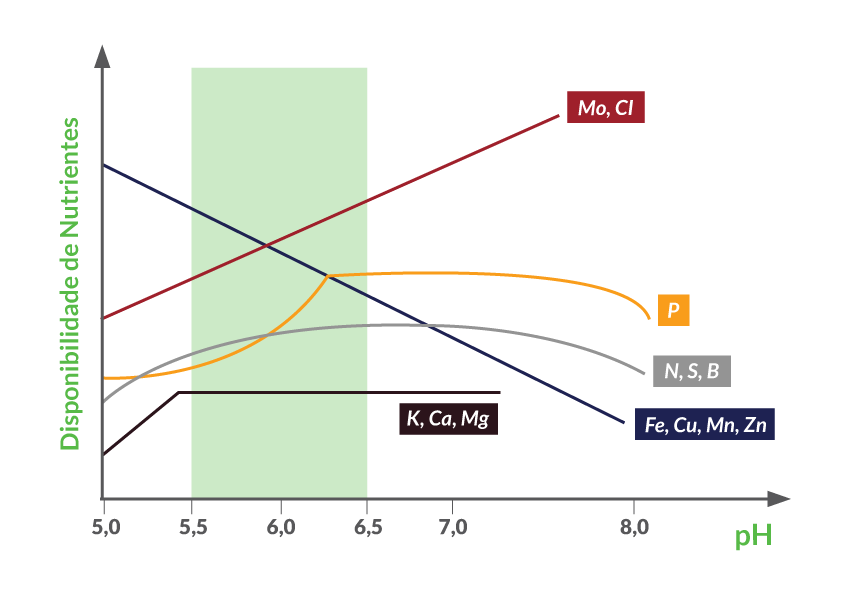 Disponibilidade de Nutrientes
Mo, Cl
P
N, S, B
K, Ca, Mg
Fe, Cu, Mn, Zn
5,0 5,5 6,0 6,5 7,0 8,0
pH